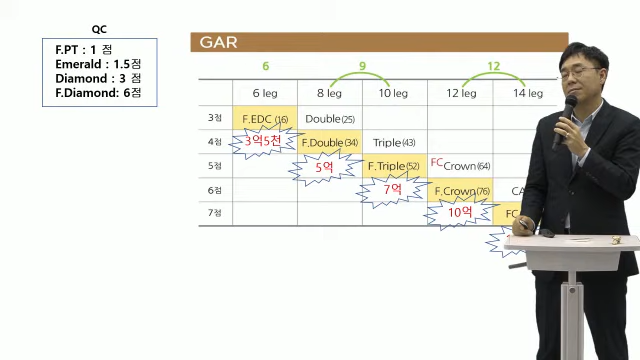 QC
F.PT : 1 점
Emerald : 1.5점
Diamond : 3 점
F.Diamond: 6점
GAR
6 9 12
6 leg 8 leg 10 leg 12 leg 14 leg
3점 F.EDC (16) Double(25)
4점 3억5천 F.Double(34) Triple(43)
5점 5억 F.Triple(52) FC Crown(64)
6점 7억 F.Crown(76) CA
7점 10억 FC